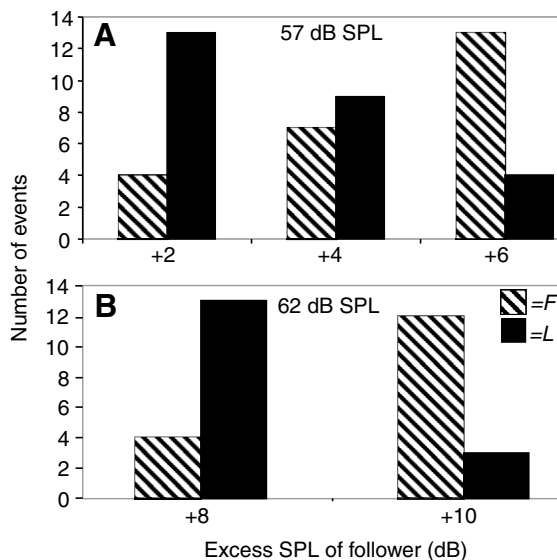 Number of events
A
57 dB SPL
14
12
10
8
6
4
2
0
+2 +4 +6
B
62 dB SPL
=F
=L
14
12
10
8
6
4
2
0
+8 +10
Excess SPL of follower (dB)